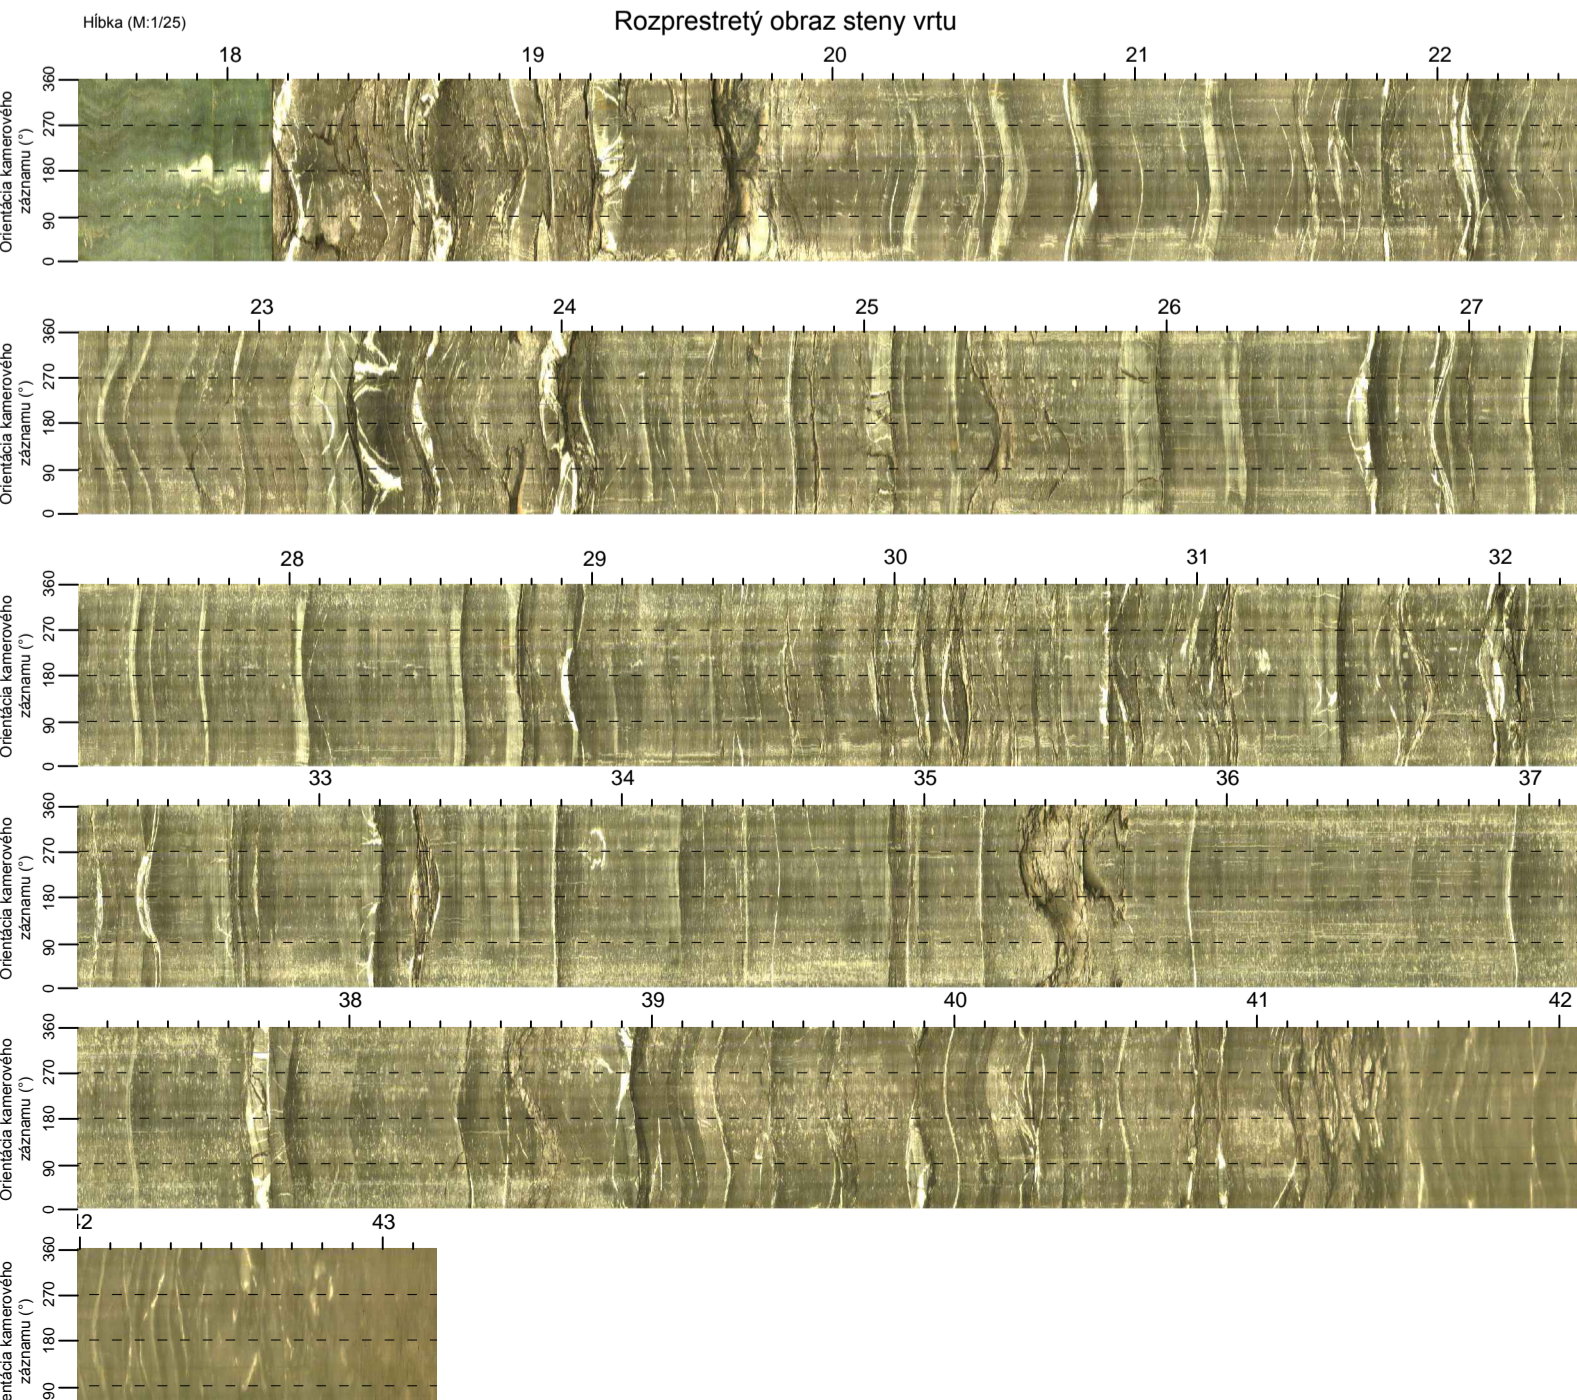 Hĺbka (M:1/25)
Rozprestretý obraz steny vrtu
18 19 20 21 22
Orientácia kamerového
záznamu (°)
360
270
180
90
0
23 24 25 26 27
Orientácia kamerového
záznamu (°)
360
270
180
90
0
28 29 30 31 32
Orientácia kamerového
záznamu (°)
360
270
180
90
0
33 34 35 36 37
Orientácia kamerového
záznamu (°)
360
270
180
90
0
38 39 40 41 42
Orientácia kamerového
záznamu (°)
360
270
180
90
0
42 43
entácia kamerového
záznamu (°)
360
270
180
90